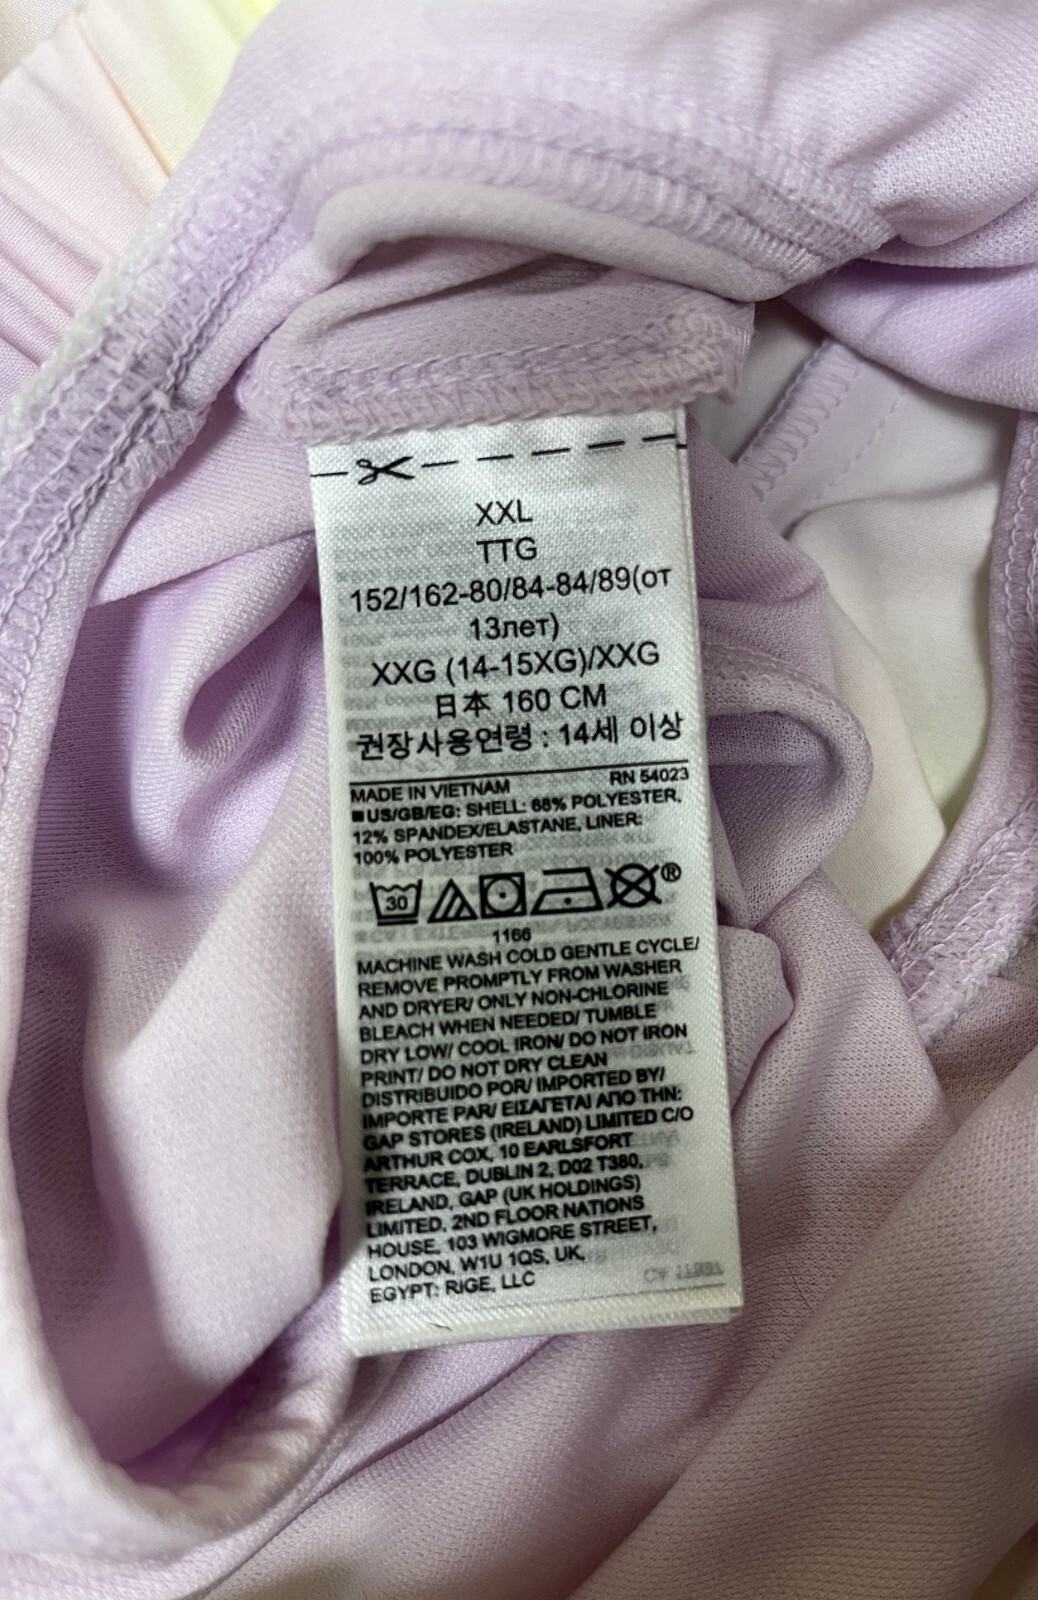 XXL
TTG
152/162-80/84-84/89(от
13лет)
XXG (14-15XG)/XXG
日本 160 CM
권장사용연령 : 14세 이상
MADE IN VIETNAM RN 54023
■US/GB/EG: SHELL: 88% POLYESTER,
12% SPANDEX/ELASTANE, LINER:
100% POLYESTER
30 ®
1166
MACHINE WASH COLD GENTLE CYCLE/
REMOVE PROMPTLY FROM WASHER
AND DRYER/ ONLY NON-CHLORINE
BLEACH WHEN NEEDED/ TUMBLE
DRY LOW/ COOL IRON/ DO NOT IRON
PRINT/ DO NOT DRY CLEAN
DISTRIBUIDO POR/ IMPORTED BY/
IMPORTE PAR/ ΕΙΣΑΓΕΤΑΙ ΑΠΟ ΤΗΝ:
GAP STORES (IRELAND) LIMITED C/O
ARTHUR COX, 10 EARLSFORT
TERRACE, DUBLIN 2, D02 T380,
IRELAND, GAP (UK HOLDINGS)
LIMITED, 2ND FLOOR NATIONS
HOUSE, 103 WIGMORE STREET,
LONDON, W1U 1QS, UK,
EGYPT: RIGE, LLC